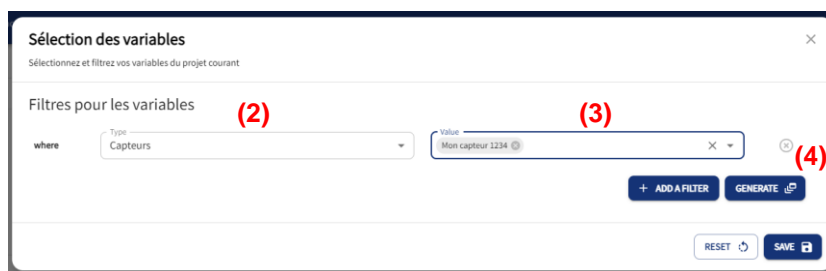 Sélection des variables
Sélectionnez et filtrez vos variables du projet courant
Filtres pour les variables
(2)
(3)
Type
Value
where
Capteurs
Mon capteur 1234
(4)
+ ADD A FILTER
GENERATE
RESET
SAVE